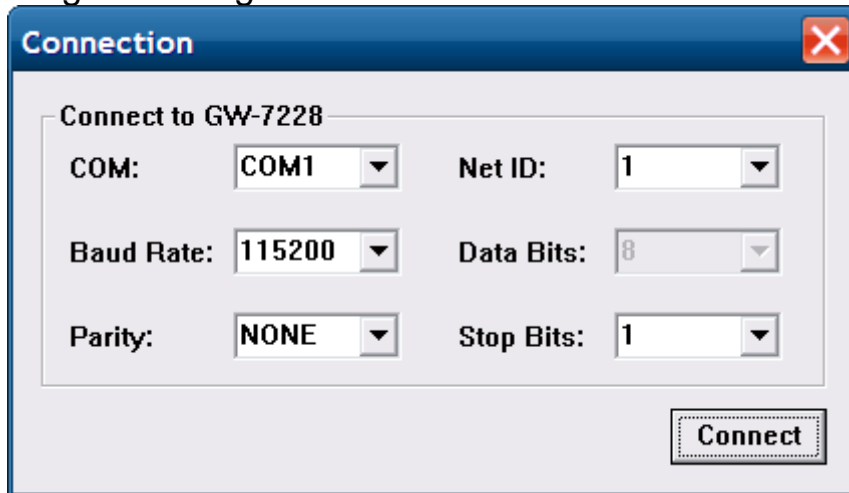 Connection
Connect to GW-7228
COM: COM1 Net ID: 1
Baud Rate: 115200 Data Bits: 8
Parity: NONE Stop Bits: 1
Connect